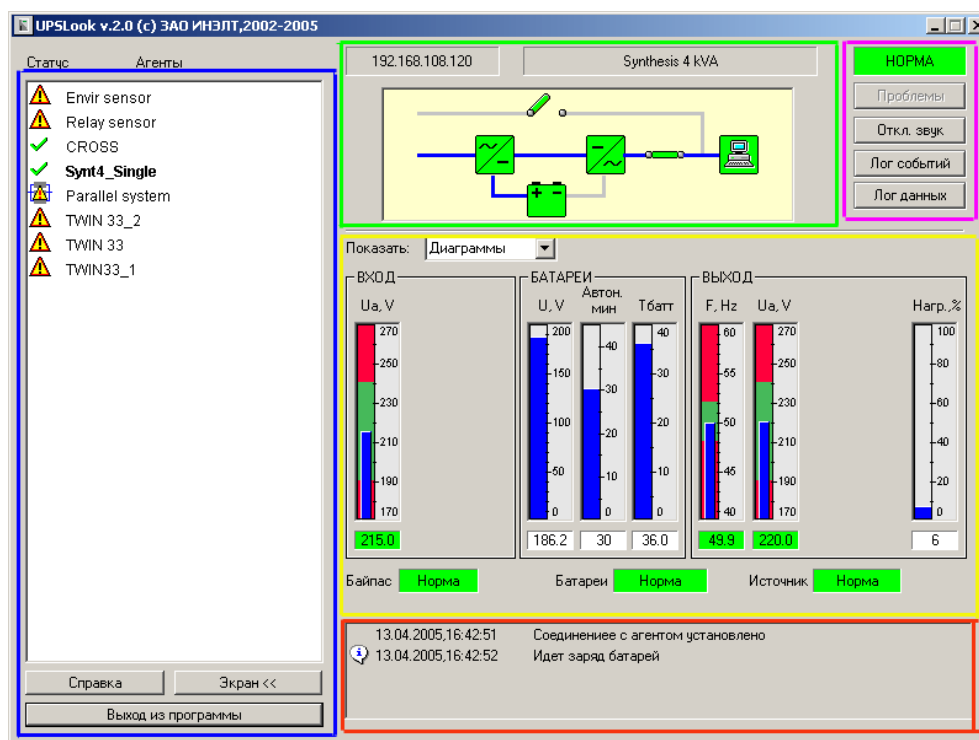 UPSLook v.2.0 (c) ЗАО ИНЭЛТ,2002-2005
Статус Агенты
Envir sensor
Relay sensor
CROSS
Synt4_Single
Parallel system
TWIN 33_2
TWIN 33
TWIN33_1
Справка Экран <<
Выход из программы
192.168.108.120 Synthesis 4 kVA
НОРМА
Проблемы
Откл. звук
Лог событий
Лог данных
Показать: Диаграммы
ВХОД
Ua, V
270
250
230
210
190
170
215.0
БАТАРЕИ
U, V Автон. мин Tбатт
200
150
100
50
0
186.2
40
30
20
10
0
30
40
30
20
10
0
36.0
ВЫХОД
F, Hz Ua, V Нагр.,%
60
55
50
45
40
49.9
270
250
230
210
190
170
220.0
100
80
60
40
20
0
6
Байпас Норма Батареи Норма Источник Норма
13.04.2005,16:42:51 Соединениее с агентом установлено
13.04.2005,16:42:52 Идет заряд батарей